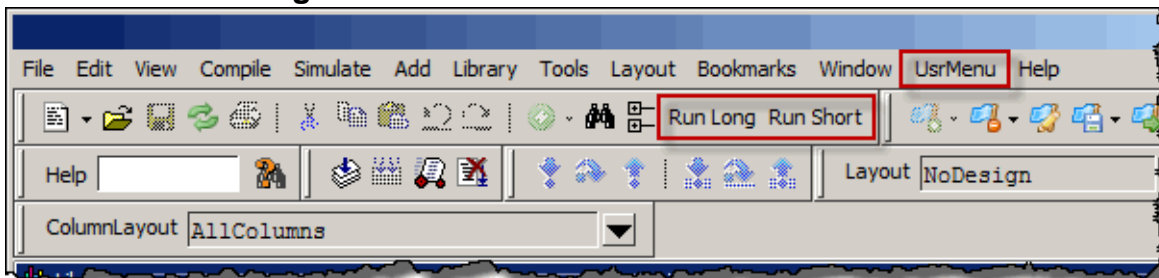 File Edit View Compile Simulate Add Library Tools Layout Bookmarks Window UsrMenu Help
Run Long Run Short
Help Layout NoDesign
ColumnLayout AllColumns